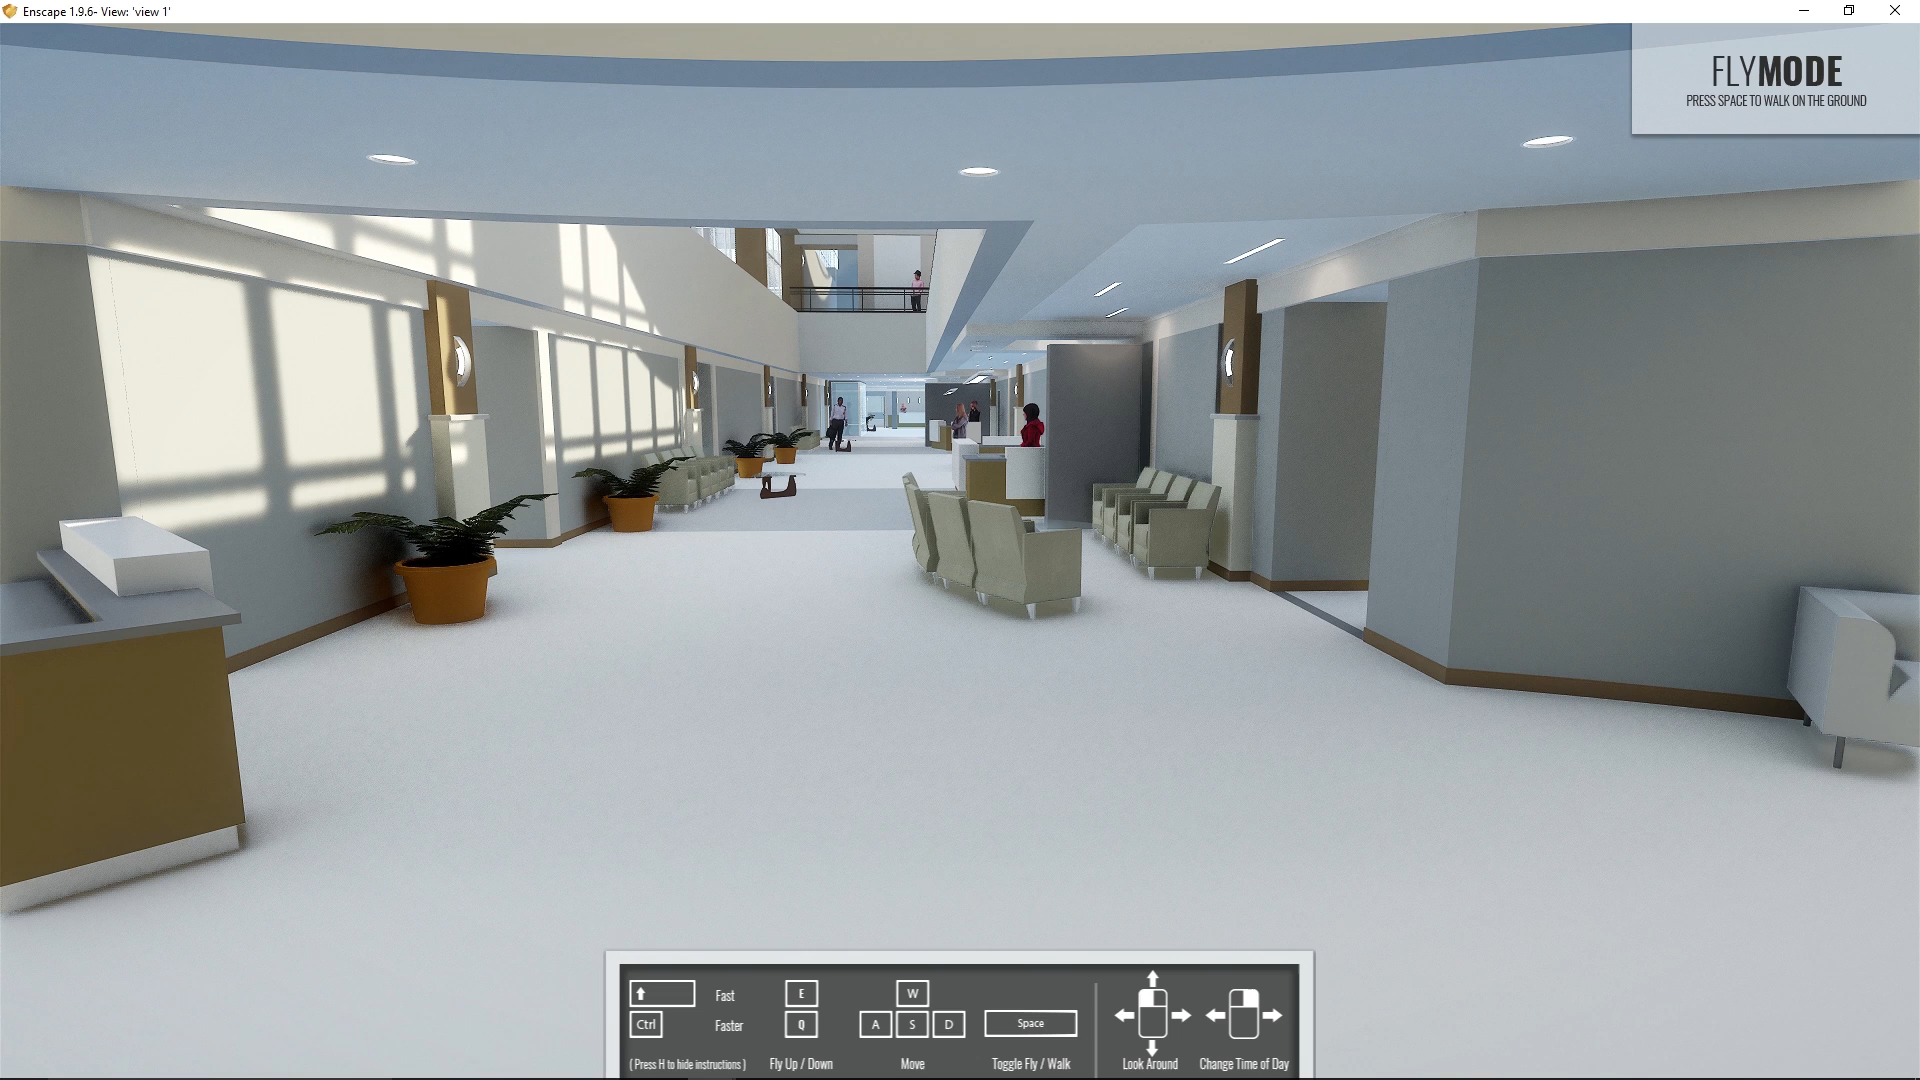 Enscape 1.9.6- View: 'view 1'
FLYMODE
PRESS SPACE TO WALK ON THE GROUND
Fast
E
W
Ctrl
Faster
Q
A
S
D
Space
( Press H to hide instructions )
Fly Up / Down
Move
Toggle Fly / Walk
Look Around
Change Time of Day